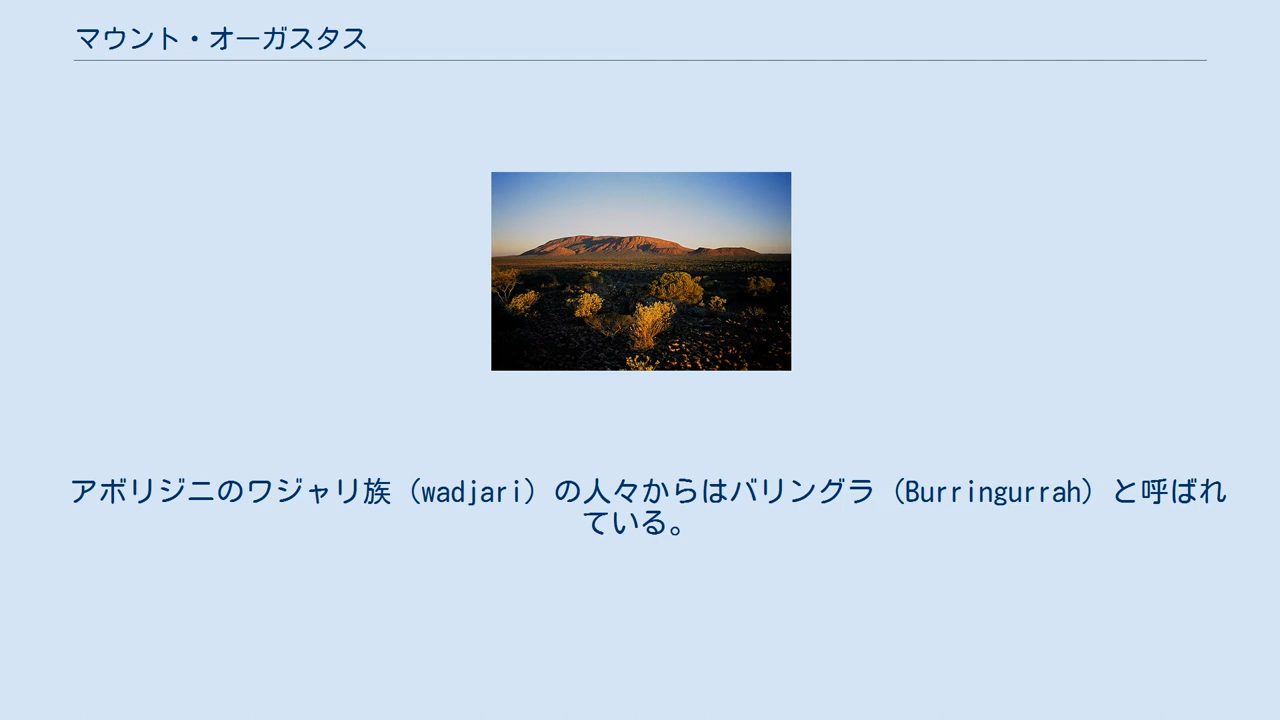 マウント・オーガスタス
アボリジニのワジャリ族（wadjari）の人々からはバリングラ（Burringurrah）と呼ばれ
ている。